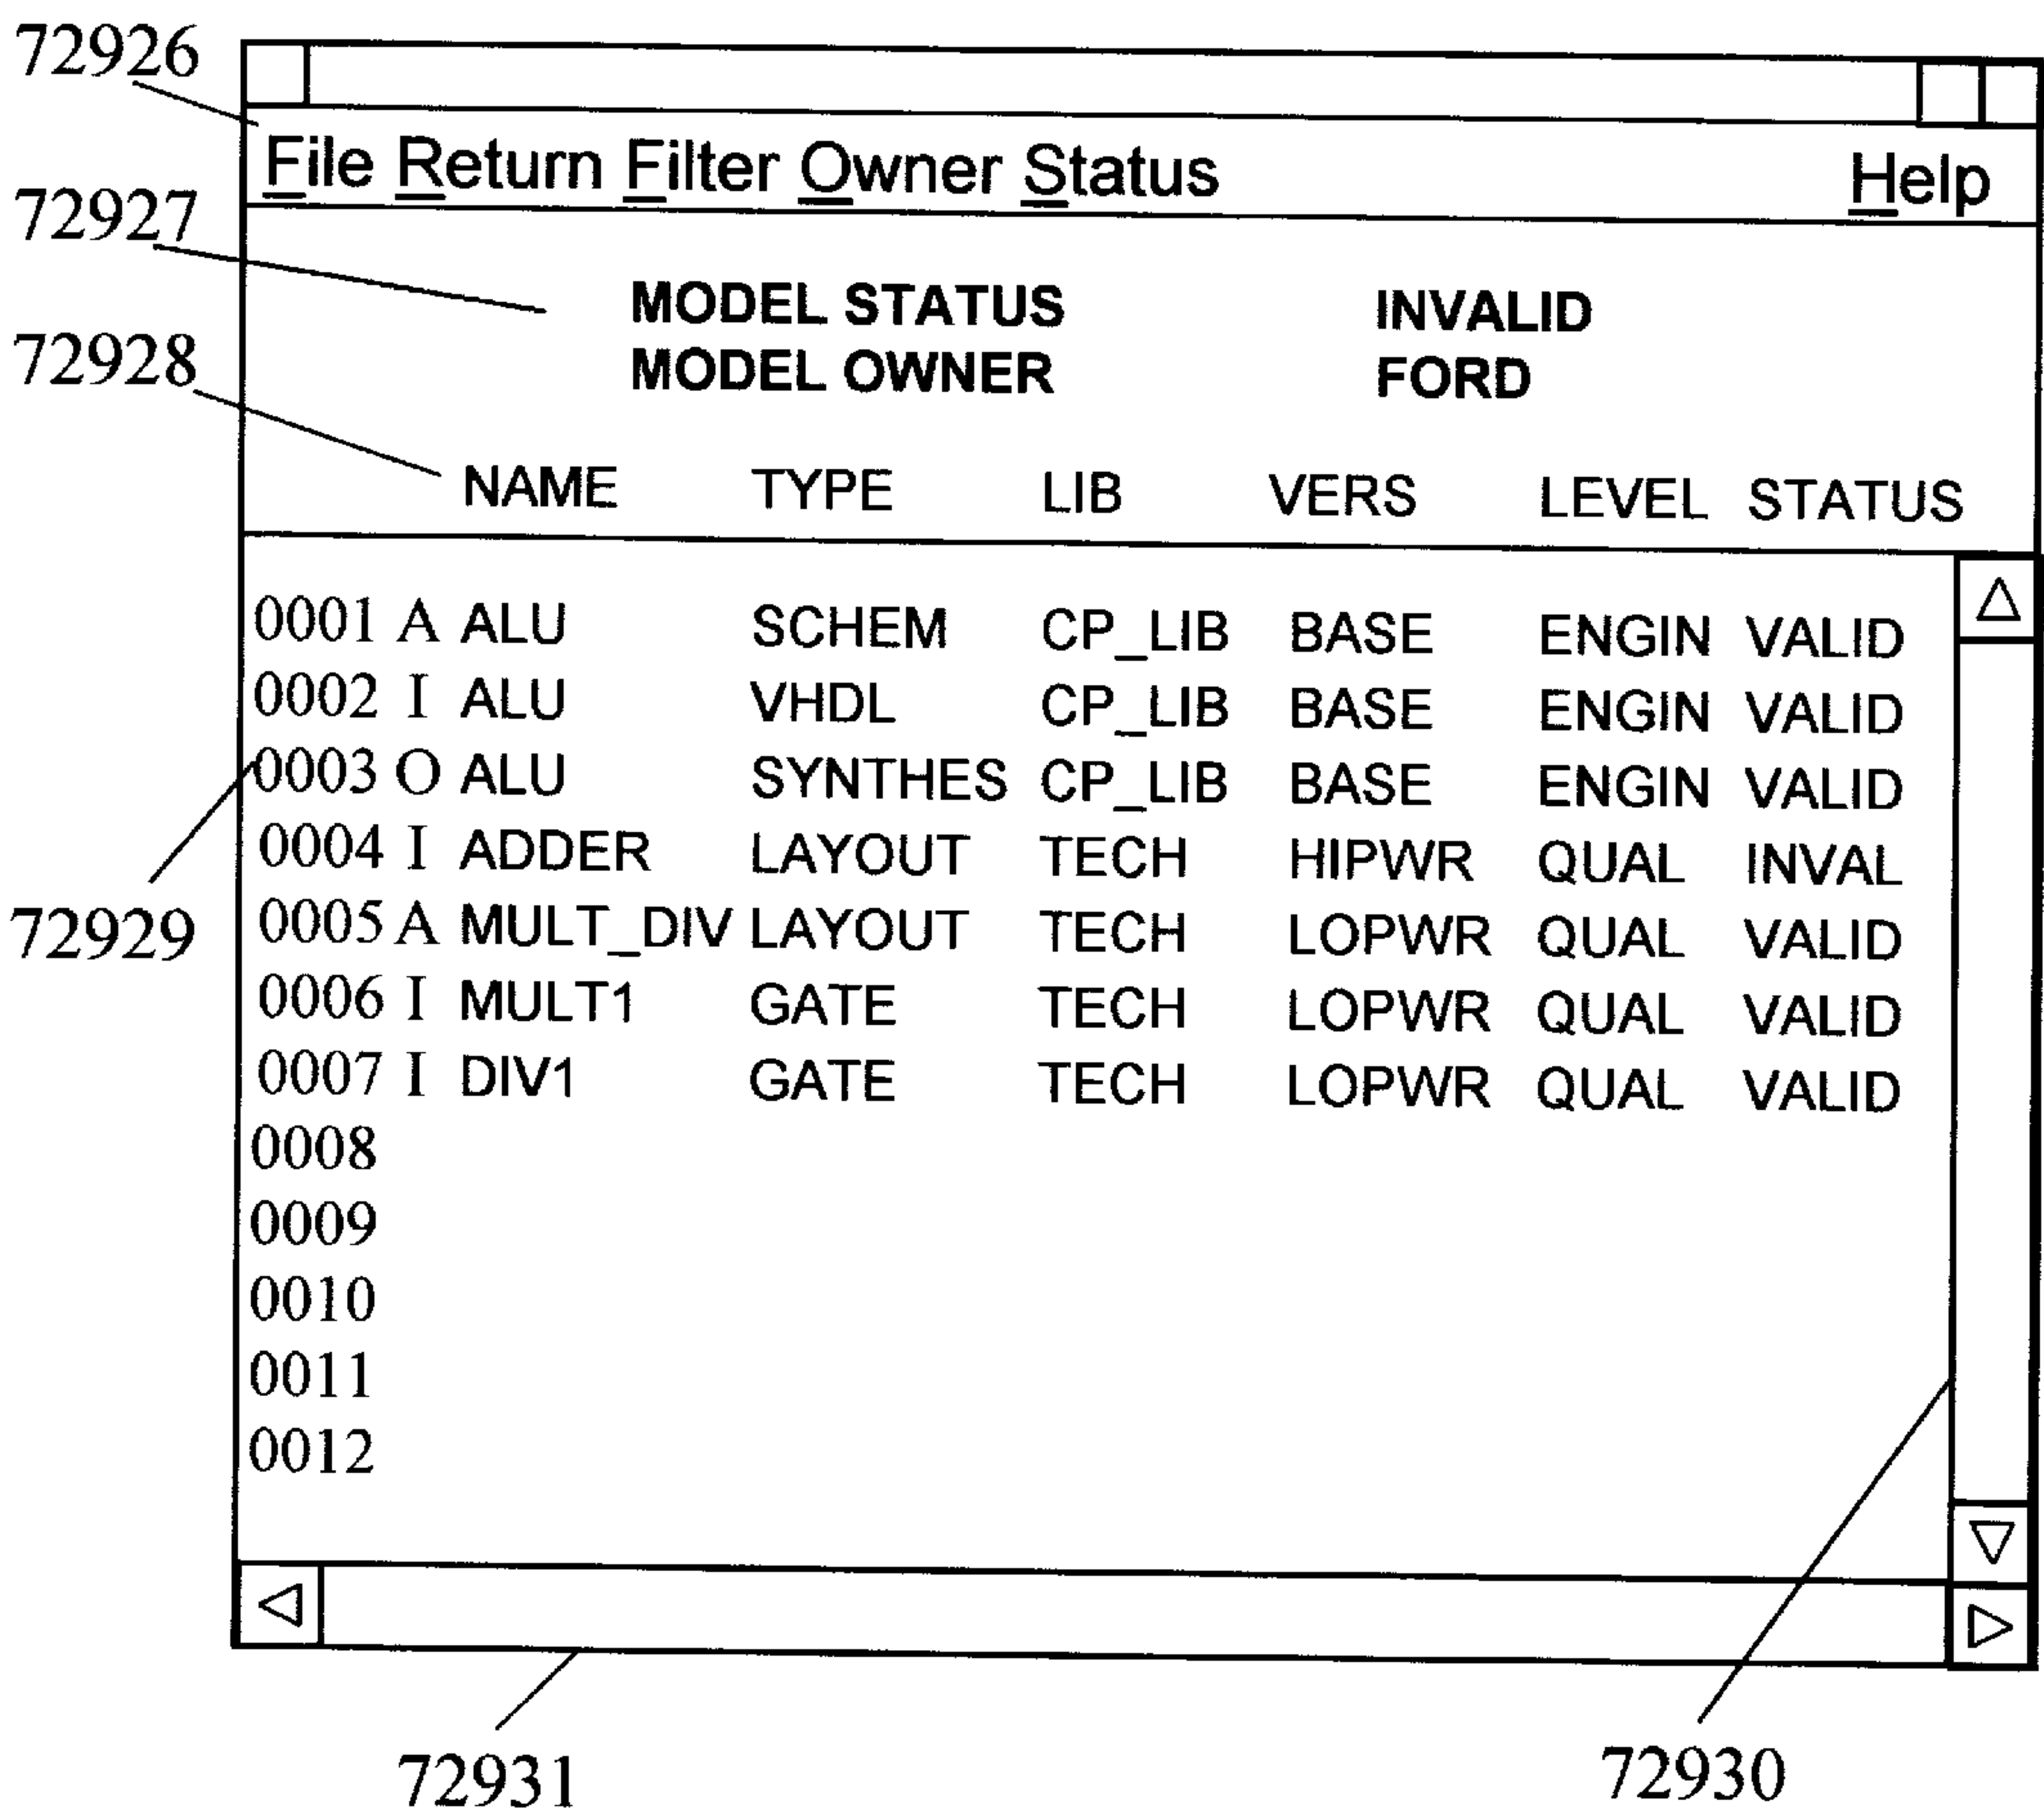 72926
File Return Filter Owner Status Help
72927
MODEL STATUS INVALID
72928
MODEL OWNER FORD
NAME TYPE LIB VERS LEVEL STATUS
0001 A ALU SCHEM CP_LIB BASE ENGIN VALID
0002 I ALU VHDL CP_LIB BASE ENGIN VALID
0003 O ALU SYNTHES CP_LIB BASE ENGIN VALID
0004 I ADDER LAYOUT TECH HIPWR QUAL INVAL
72929
0005 A MULT_DIV LAYOUT TECH LOPWR QUAL VALID
0006 I MULT1 GATE TECH LOPWR QUAL VALID
0007 I DIV1 GATE TECH LOPWR QUAL VALID
0008
0009
0010
0011
0012
72931
72930